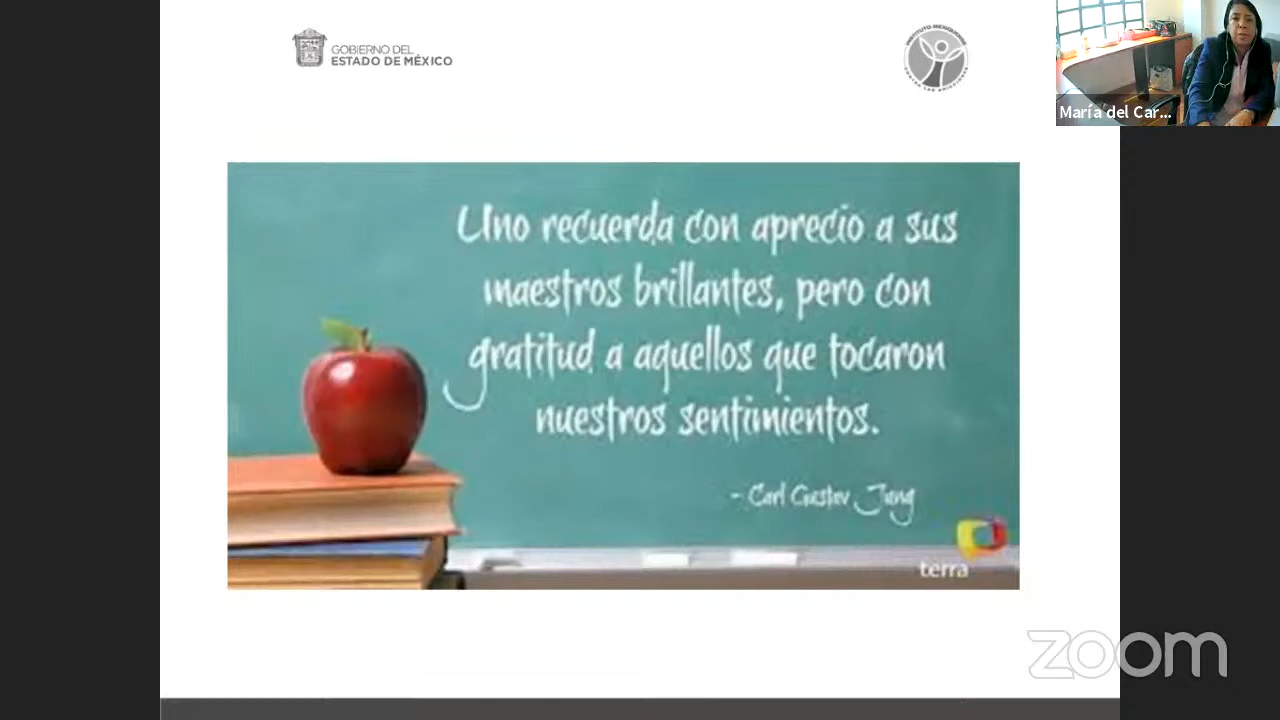 GOBIERNO DEL
ESTADO DE MÉXICO
María del Car...
Uno recuerda con aprecio a sus
maestros brillantes, pero con
gratitud a aquellos que tocaron
nuestros sentimientos.
- Carl Gustav Jung
terra
zoom